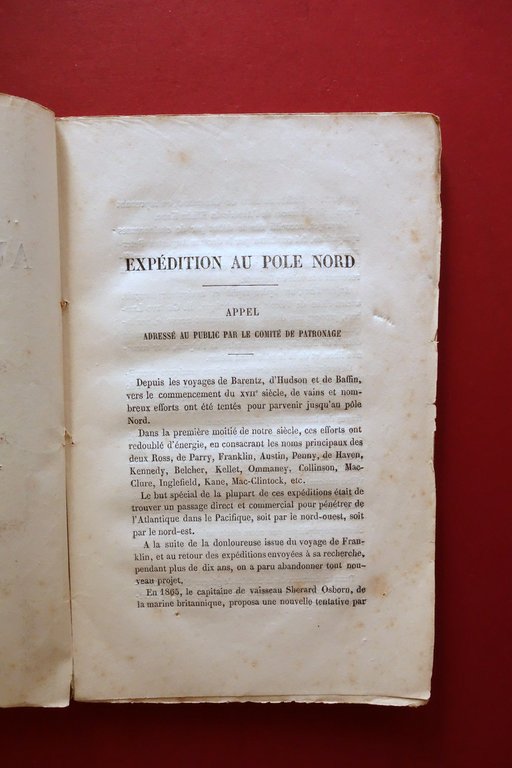 EXPÉDITION AU POLE NORD
APPEL
ADRESSÉ AU PUBLIC PAR LE COMITÉ DE PATRONAGE
Depuis les voyages de Barentz, d'Hudson et de Baffin,
vers le commencement du XVIIe siècle, de vains et nom-
breux efforts ont été tentés pour parvenir jusqu'au pôle
Nord.
Dans la première moitié de notre siècle, ces efforts ont
redoublé d'énergie, en consacrant les noms principaux des
deux Ross, de Parry, Franklin, Austin, Penny, de Haven,
Kennedy, Belcher, Kellet, Ommaney, Collinson, Mac-
Clure, Inglefield, Kane, Mac-Clintock, etc.
Le but spécial de la plupart de ces expéditions était de
trouver un passage direct et commercial pour pénétrer de
l'Atlantique dans le Pacifique, soit par le nord-ouest, soit
par le nord-est.
A la suite de la douloureuse issue du voyage de Fran-
klin, et au retour des expéditions envoyées à sa recherche,
pendant plus de dix ans, on a paru abandonner tout nou-
veau projet.
En 1865, le capitaine de vaisseau Sherard Osborn, de
la marine britannique, proposa une nouvelle tentative par